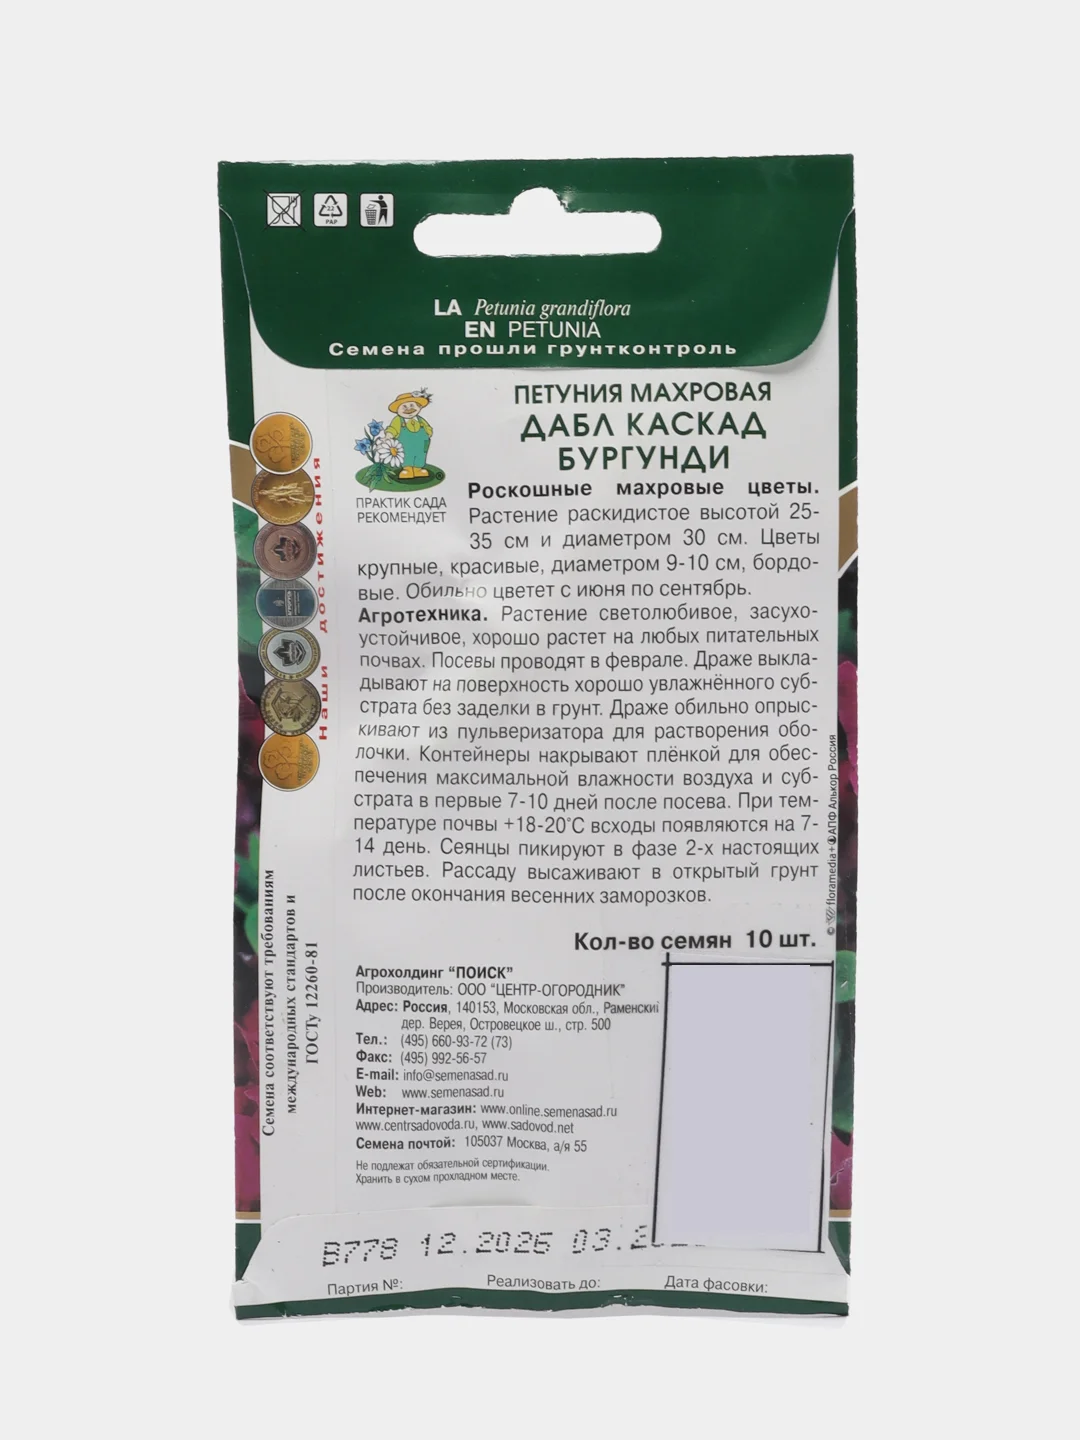 22
PAP
LA Petunia grandiflora
EN PETUNIA
Семена прошли грунтконтроль
ПЕТУНИЯ МАХРОВАЯ
ДАБЛ КАСКАД
БУРГУНДИ
ПРАКТИК САДА
РЕКОМЕНДУЕТ
Роскошные махровые цветы.
Растение раскидистое высотой 25-
35 см и диаметром 30 см. Цветы
крупные, красивые, диаметром 9-10 см, бордо-
вые. Обильно цветет с июня по сентябрь.
Агротехника. Растение светолюбивое, засухо-
устойчивое, хорошо растет на любых питательных
почвах. Посевы проводят в феврале. Драже выкла-
дывают на поверхность хорошо увлажнённого суб-
страта без заделки в грунт. Драже обильно опрыс-
кивают из пульверизатора для растворения обо-
лочки. Контейнеры накрывают плёнкой для обес-
печения максимальной влажности воздуха и суб-
страта в первые 7-10 дней после посева. При тем-
пературе почвы +18-20°С всходы появляются на 7-
14 день. Сеянцы пикируют в фазе 2-х настоящих
листьев. Рассаду высаживают в открытый грунт
после окончания весенних заморозков.
Наши достижения
floramedia+ АПФ Алькор Россия
Семена соответствуют требованиям
международных стандартов и
ГОСТу 12260-81
Кол-во семян 10 шт.
Агрохолдинг "ПОИСК"
Производитель: ООО "ЦЕНТР-ОГОРОДНИК"
Адрес: Россия, 140153, Московская обл., Раменски
дер. Верея, Островецкое ш., стр. 500
Тел.: (495) 660-93-72 (73)
Факс: (495) 992-56-57
E-mail: info@semenasad.ru
Web: www.semenasad.ru
Интернет-магазин: www.online.semenasad.ru
www.centrsadovoda.ru, www.sadovod.net
Семена почтой: 105037 Москва, а/я 55
Не подлежат обязательной сертификации.
Хранить в сухом прохладном месте.
В778 12.2026 03.2
Партия №: Реализовать до: Дата фасовки: